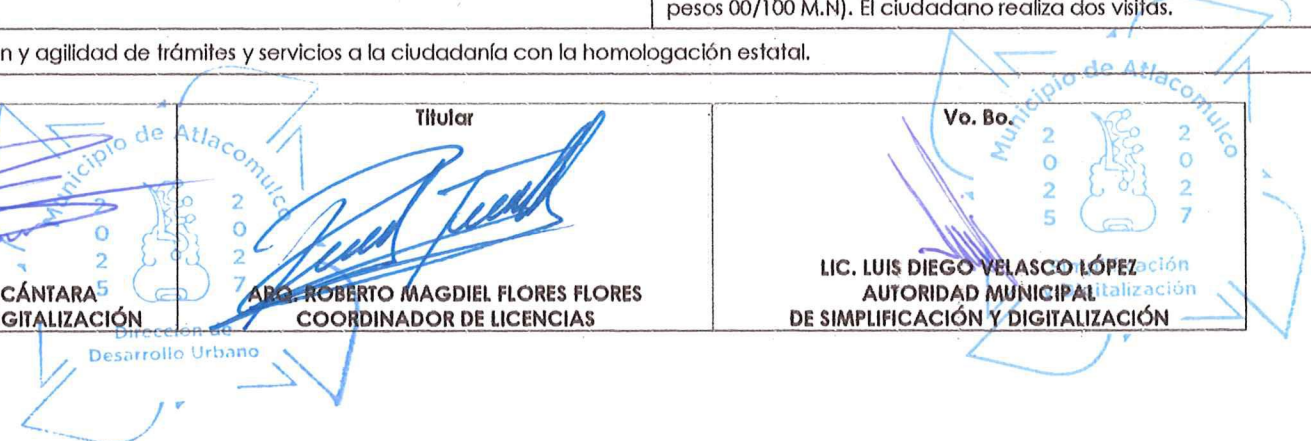 pesos 00/100 M.N). El ciudadano realiza dos visitas.
n y agilidad de trámites y servicios a la ciudadanía con la homologación estatal.
Titular
Vo. Bo.
Municipio de Atlacomulco
2025
2027
Municipio de Atlacomulco
2025
2027
CÁNTARA
GITALIZACIÓN
ARQ. ROBERTO MAGDIEL FLORES FLORES
COORDINADOR DE LICENCIAS
LIC. LUIS DIEGO VELASCO LÓPEZ
AUTORIDAD MUNICIPAL
DE SIMPLIFICACIÓN Y DIGITALIZACIÓN
Dirección de
Desarrollo Urbano